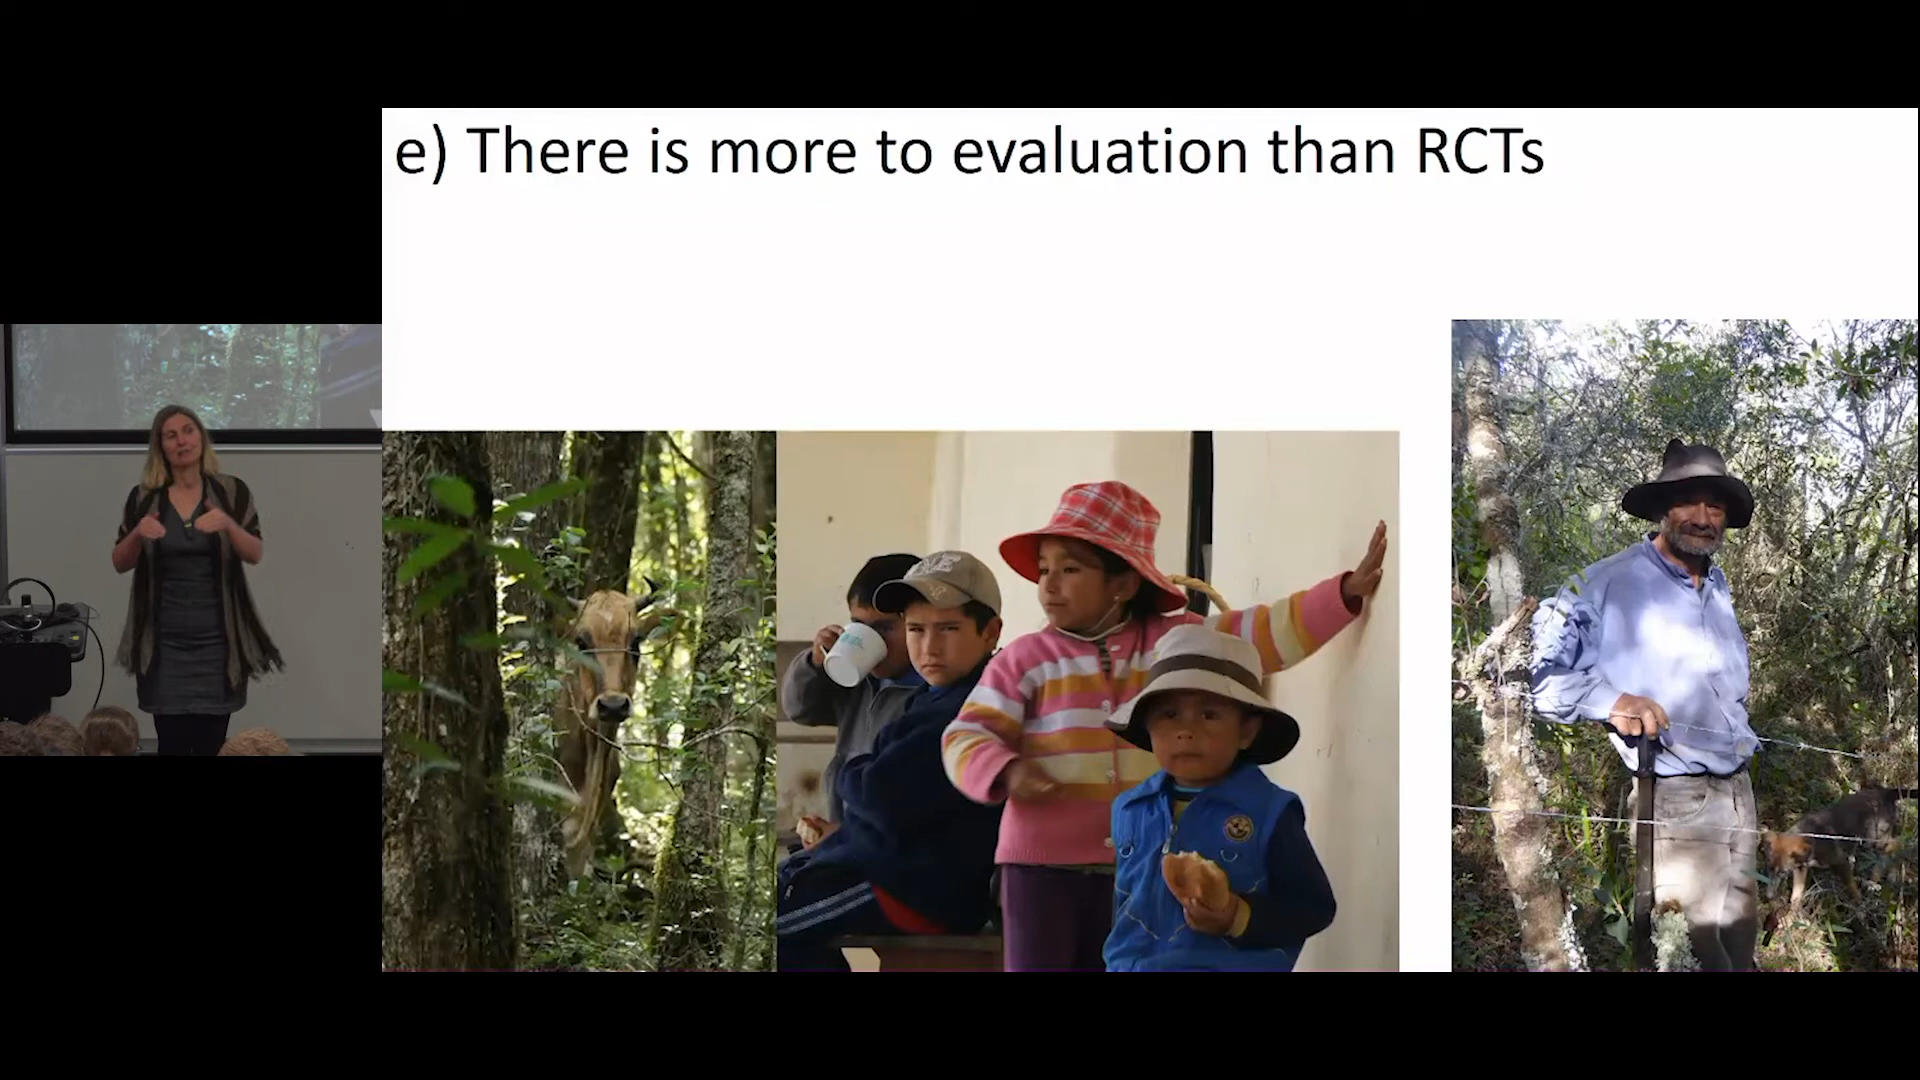 e) There is more to evaluation than RCTs